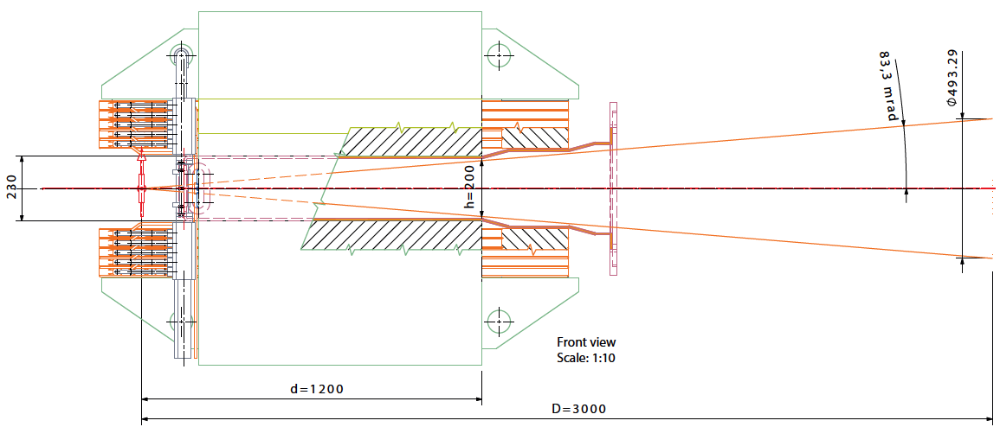 83,3 mrad
Φ493.29
230
h=200
Front view
Scale: 1:10
d=1200
D=3000